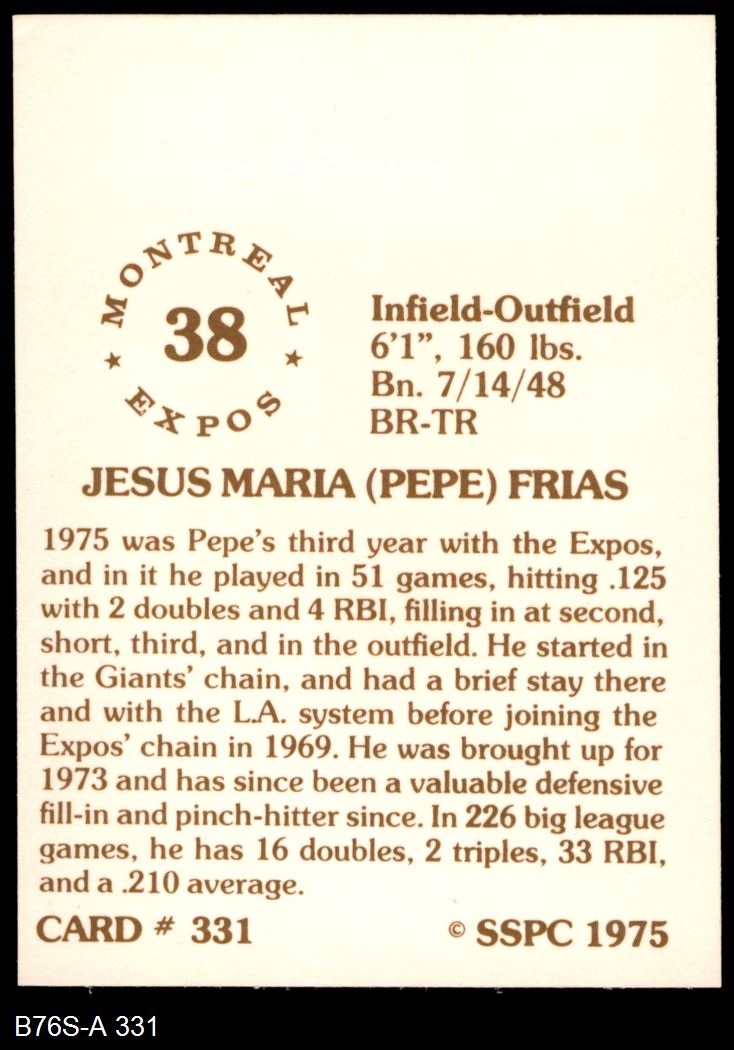 MONTREAL
38
EXPOS
Infield-Outfield
6'1", 160 lbs.
Bn. 7/14/48
BR-TR
JESUS MARIA (PEPE) FRIAS
1975 was Pepe's third year with the Expos,
and in it he played in 51 games, hitting .125
with 2 doubles and 4 RBI, filling in at second,
short, third, and in the outfield. He started in
the Giants' chain, and had a brief stay there
and with the L.A. system before joining the
Expos' chain in 1969. He was brought up for
1973 and has since been a valuable defensive
fill-in and pinch-hitter since. In 226 big league
games, he has 16 doubles, 2 triples, 33 RBI,
and a .210 average.
CARD # 331
© SSPC 1975
B76S-A 331